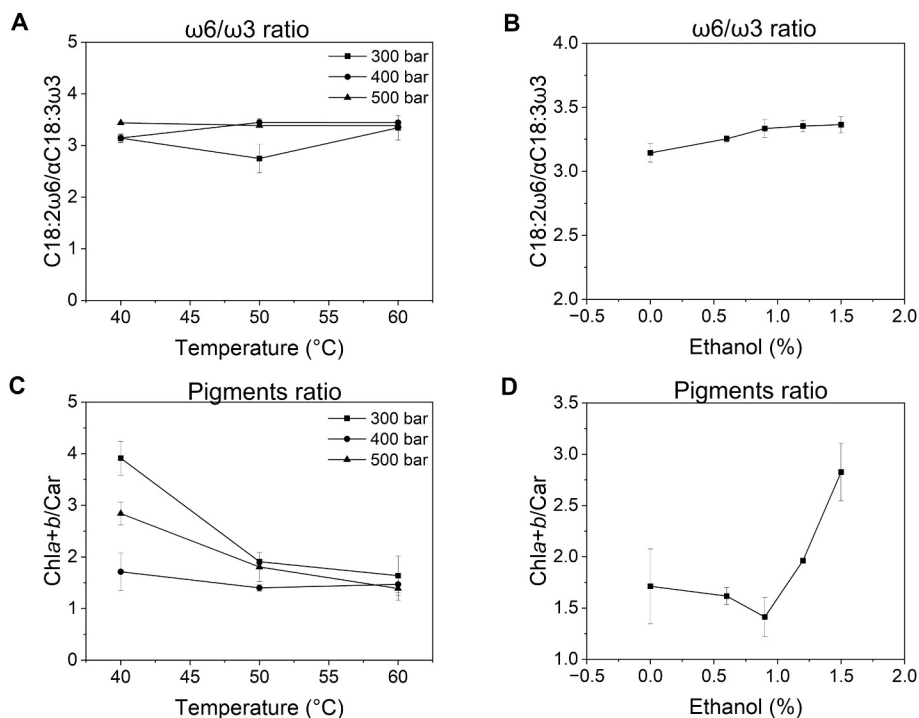 A
ω6/ω3 ratio
5
4
3
2
1
0
C18:2ω6/αC18:3ω3
300 bar
400 bar
500 bar
40 45 50 55 60
Temperature (°C)
B
ω6/ω3 ratio
4.0
3.5
3.0
2.5
2.0
C18:2ω6/αC18:3ω3
−0.5 0.0 0.5 1.0 1.5 2.0
Ethanol (%)
C
Pigments ratio
5
4
3
2
1
0
Chla+b/Car
300 bar
400 bar
500 bar
40 45 50 55 60
Temperature (°C)
D
Pigments ratio
3.5
3.0
2.5
2.0
1.5
1.0
Chla+b/Car
−0.5 0.0 0.5 1.0 1.5 2.0
Ethanol (%)